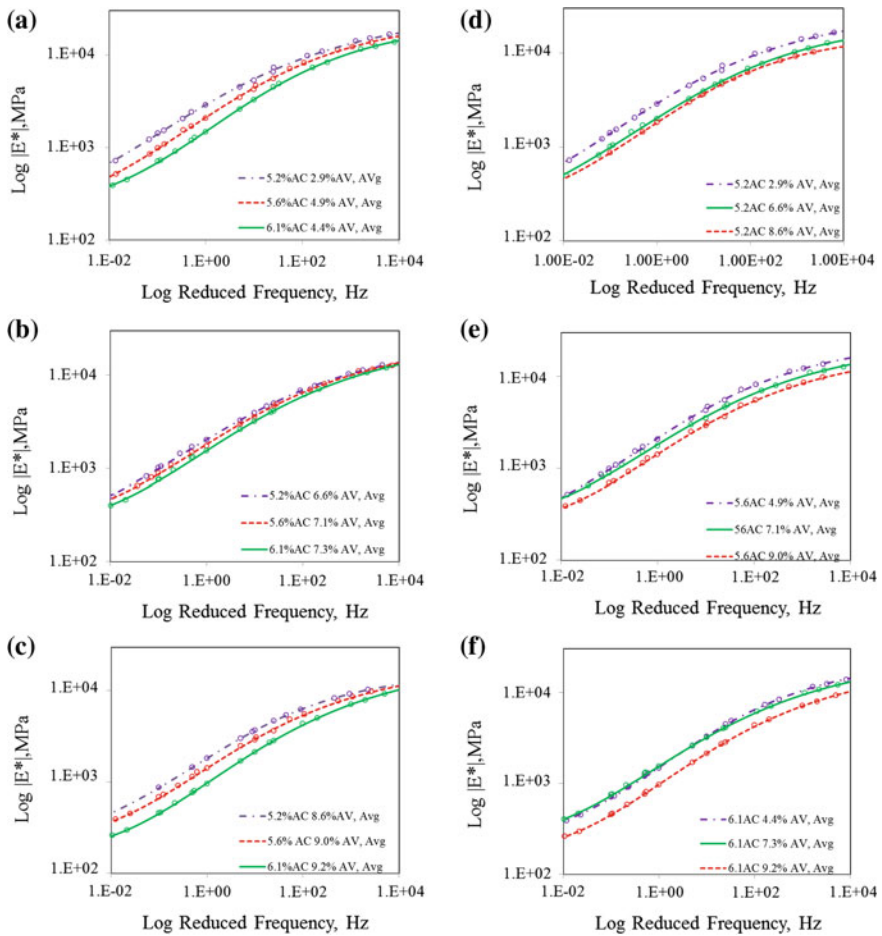 (a)
Log |E*|,MPa
1.E+04
1.E+03
1.E+02
5.2%AC 2.9%AV, AVg
5.6%AC 4.9%AV, Avg
6.1%AC 4.4% AV, Avg
1.E-02 1.E+00 1.E+02 1.E+04
Log Reduced Frequency, Hz
(b)
Log |E*|,MPa
1.E+04
1.E+03
1.E+02
5.2%AC 6.6% AV, Avg
5.6%AC 7.1% AV, Avg
6.1%AC 7.3% AV, Avg
1.E-02 1.E+00 1.E+02 1.E+04
Log Reduced Frequency, Hz
(c)
Log |E*|,MPa
1.E+04
1.E+03
1.E+02
5.2%AC 8.6%AV, Avg
5.6% AC 9.0% AV, Avg
6.1%AC 9.2% AV, Avg
1.E-02 1.E+00 1.E+02 1.E+04
Log Reduced Frequency, Hz
(d)
Log |E*|,MPa
1.E+04
1.E+03
1.E+02
5.2AC 2.9% AV, Avg
5.2AC 6.6% AV, Avg
5.2AC 8.6% AV, Avg
1.00E-02 1.00E+00 1.00E+02 1.00E+04
Log Reduced Frequency, Hz
(e)
Log |E*|,MPa
1.E+04
1.E+03
1.E+02
5.6AC 4.9% AV, Avg
56AC 7.1% AV, Avg
5.6AC 9.0% AV, Avg
1.E-02 1.E+00 1.E+02 1.E+04
Log Reduced Frequency, Hz
(f)
Log |E*|,MPa
1.E+04
1.E+03
1.E+02
6.1AC 4.4% AV, Avg
6.1AC 7.3% AV, Avg
6.1AC 9.2% AV, Avg
1.E-02 1.E+00 1.E+02 1.E+04
Log Reduced Frequency, Hz